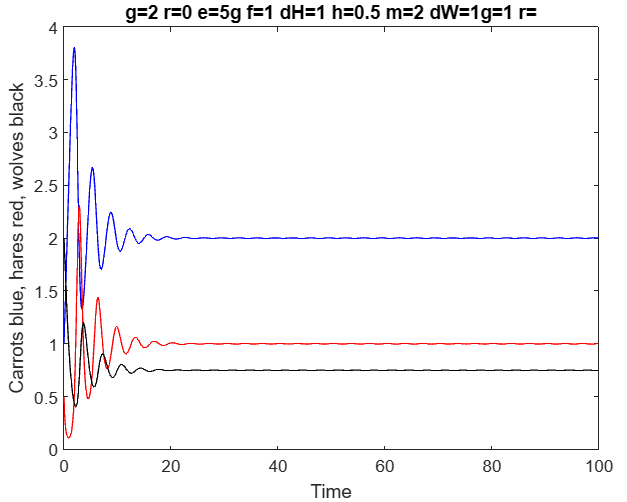 g=2 r=0 e=5g f=1 dH=1 h=0.5 m=2 dW=1g=1 r=
4
3.5
3
2.5
2
1.5
1
0.5
0
Carrots blue, hares red, wolves black
0 20 40 60 80 100
Time